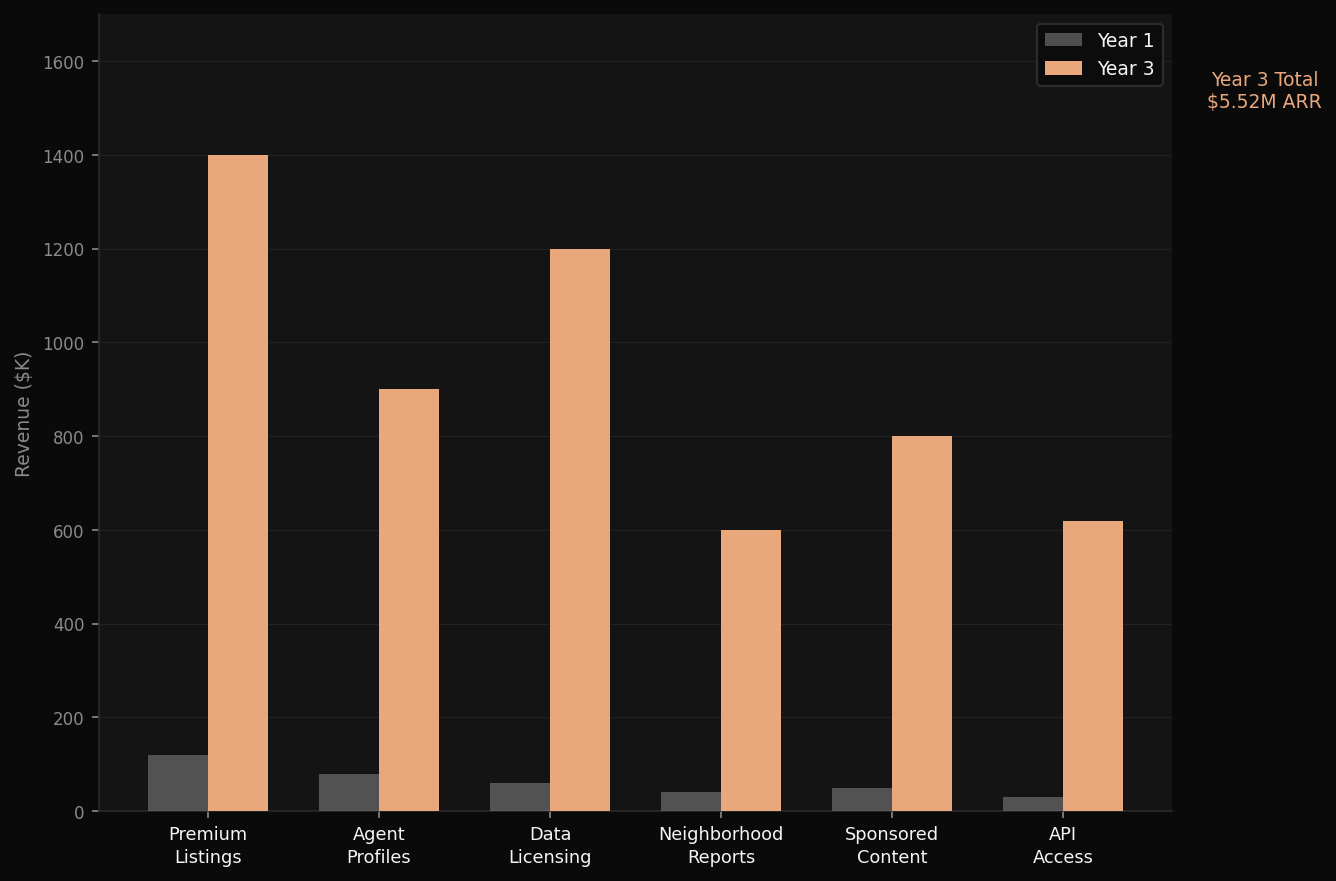 Year 1
Year 3
Year 3 Total
$5.52M ARR
Revenue ($K)
1600
1400
1200
1000
800
600
400
200
0
Premium
Listings
Agent
Profiles
Data
Licensing
Neighborhood
Reports
Sponsored
Content
API
Access